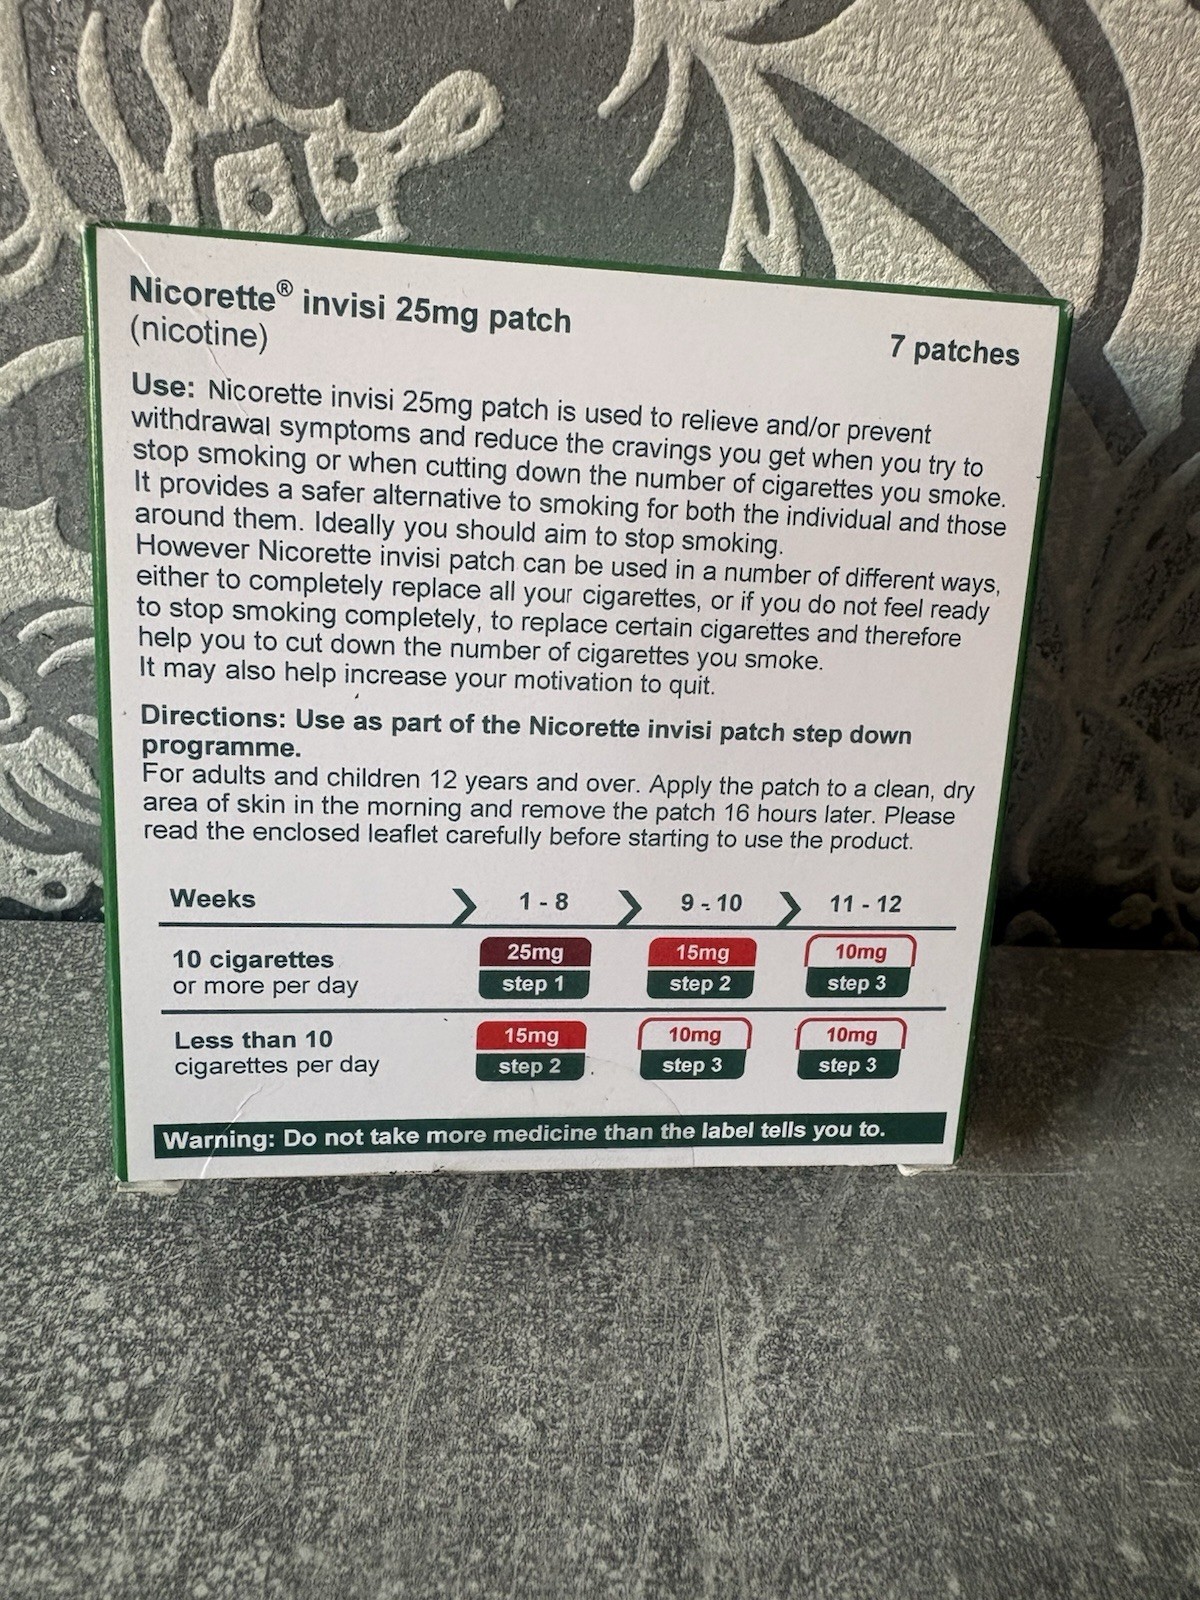 Nicorette® invisi 25mg patch
(nicotine)
7 patches
Use: Nicorette invisi 25mg patch is used to relieve and/or prevent
withdrawal symptoms and reduce the cravings you get when you try to
stop smoking or when cutting down the number of cigarettes you smoke.
It provides a safer alternative to smoking for both the individual and those
around them. Ideally you should aim to stop smoking.
However Nicorette invisi patch can be used in a number of different ways,
either to completely replace all your cigarettes, or if you do not feel ready
to stop smoking completely, to replace certain cigarettes and therefore
help you to cut down the number of cigarettes you smoke.
It may also help increase your motivation to quit.
Directions: Use as part of the Nicorette invisi patch step down
programme.
For adults and children 12 years and over. Apply the patch to a clean, dry
area of skin in the morning and remove the patch 16 hours later. Please
read the enclosed leaflet carefully before starting to use the product.
Weeks 1 - 8 9 - 10 11 - 12
10 cigarettes 25mg 15mg 10mg
or more per day step 1 step 2 step 3
Less than 10 15mg 10mg 10mg
cigarettes per day step 2 step 3 step 3
Warning: Do not take more medicine than the label tells you to.